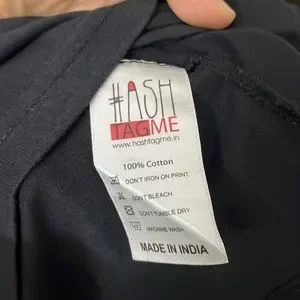 #ASH
TAGME
www.hashtagme.in
100% Cotton
DON'T IRON ON PRINT.
DON'T BLEACH.
DON'T TUMBLE DRY.
MACHINE WASH
MADE IN INDIA